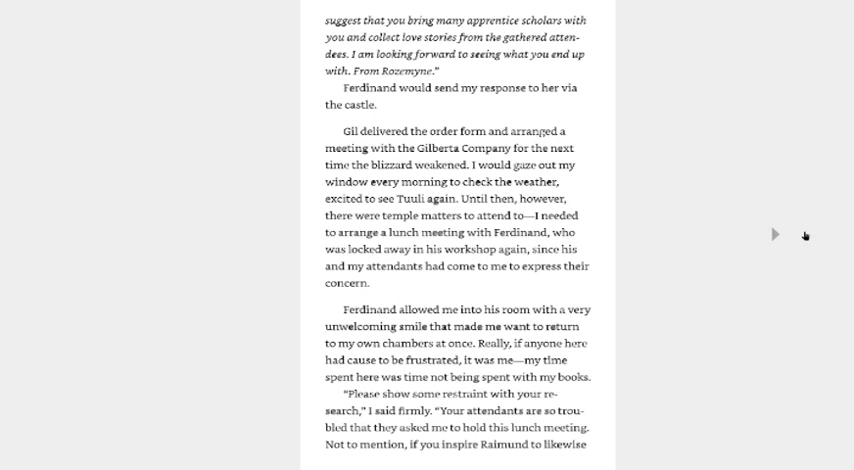 suggest that you bring many apprentice scholars with
you and collect love stories from the gathered atten-
dees. I am looking forward to seeing what you end up
with. From Rozemyne.”
Ferdinand would send my response to her via
the castle.
Gil delivered the order form and arranged a
meeting with the Gilberta Company for the next
time the blizzard weakened. I would gaze out my
window every morning to check the weather,
excited to see Tuuli again. Until then, however,
there were temple matters to attend to—I needed
to arrange a lunch meeting with Ferdinand, who
was locked away in his workshop again, since his
and my attendants had come to me to express their
concern.
Ferdinand allowed me into his room with a very
unwelcoming smile that made me want to return
to my own chambers at once. Really, if anyone here
had cause to be frustrated, it was me—my time
spent here was time not being spent with my books.
“Please show some restraint with your re-
search,” I said firmly. “Your attendants are so trou-
bled that they asked me to hold this lunch meeting.
Not to mention, if you inspire Raimund to likewise